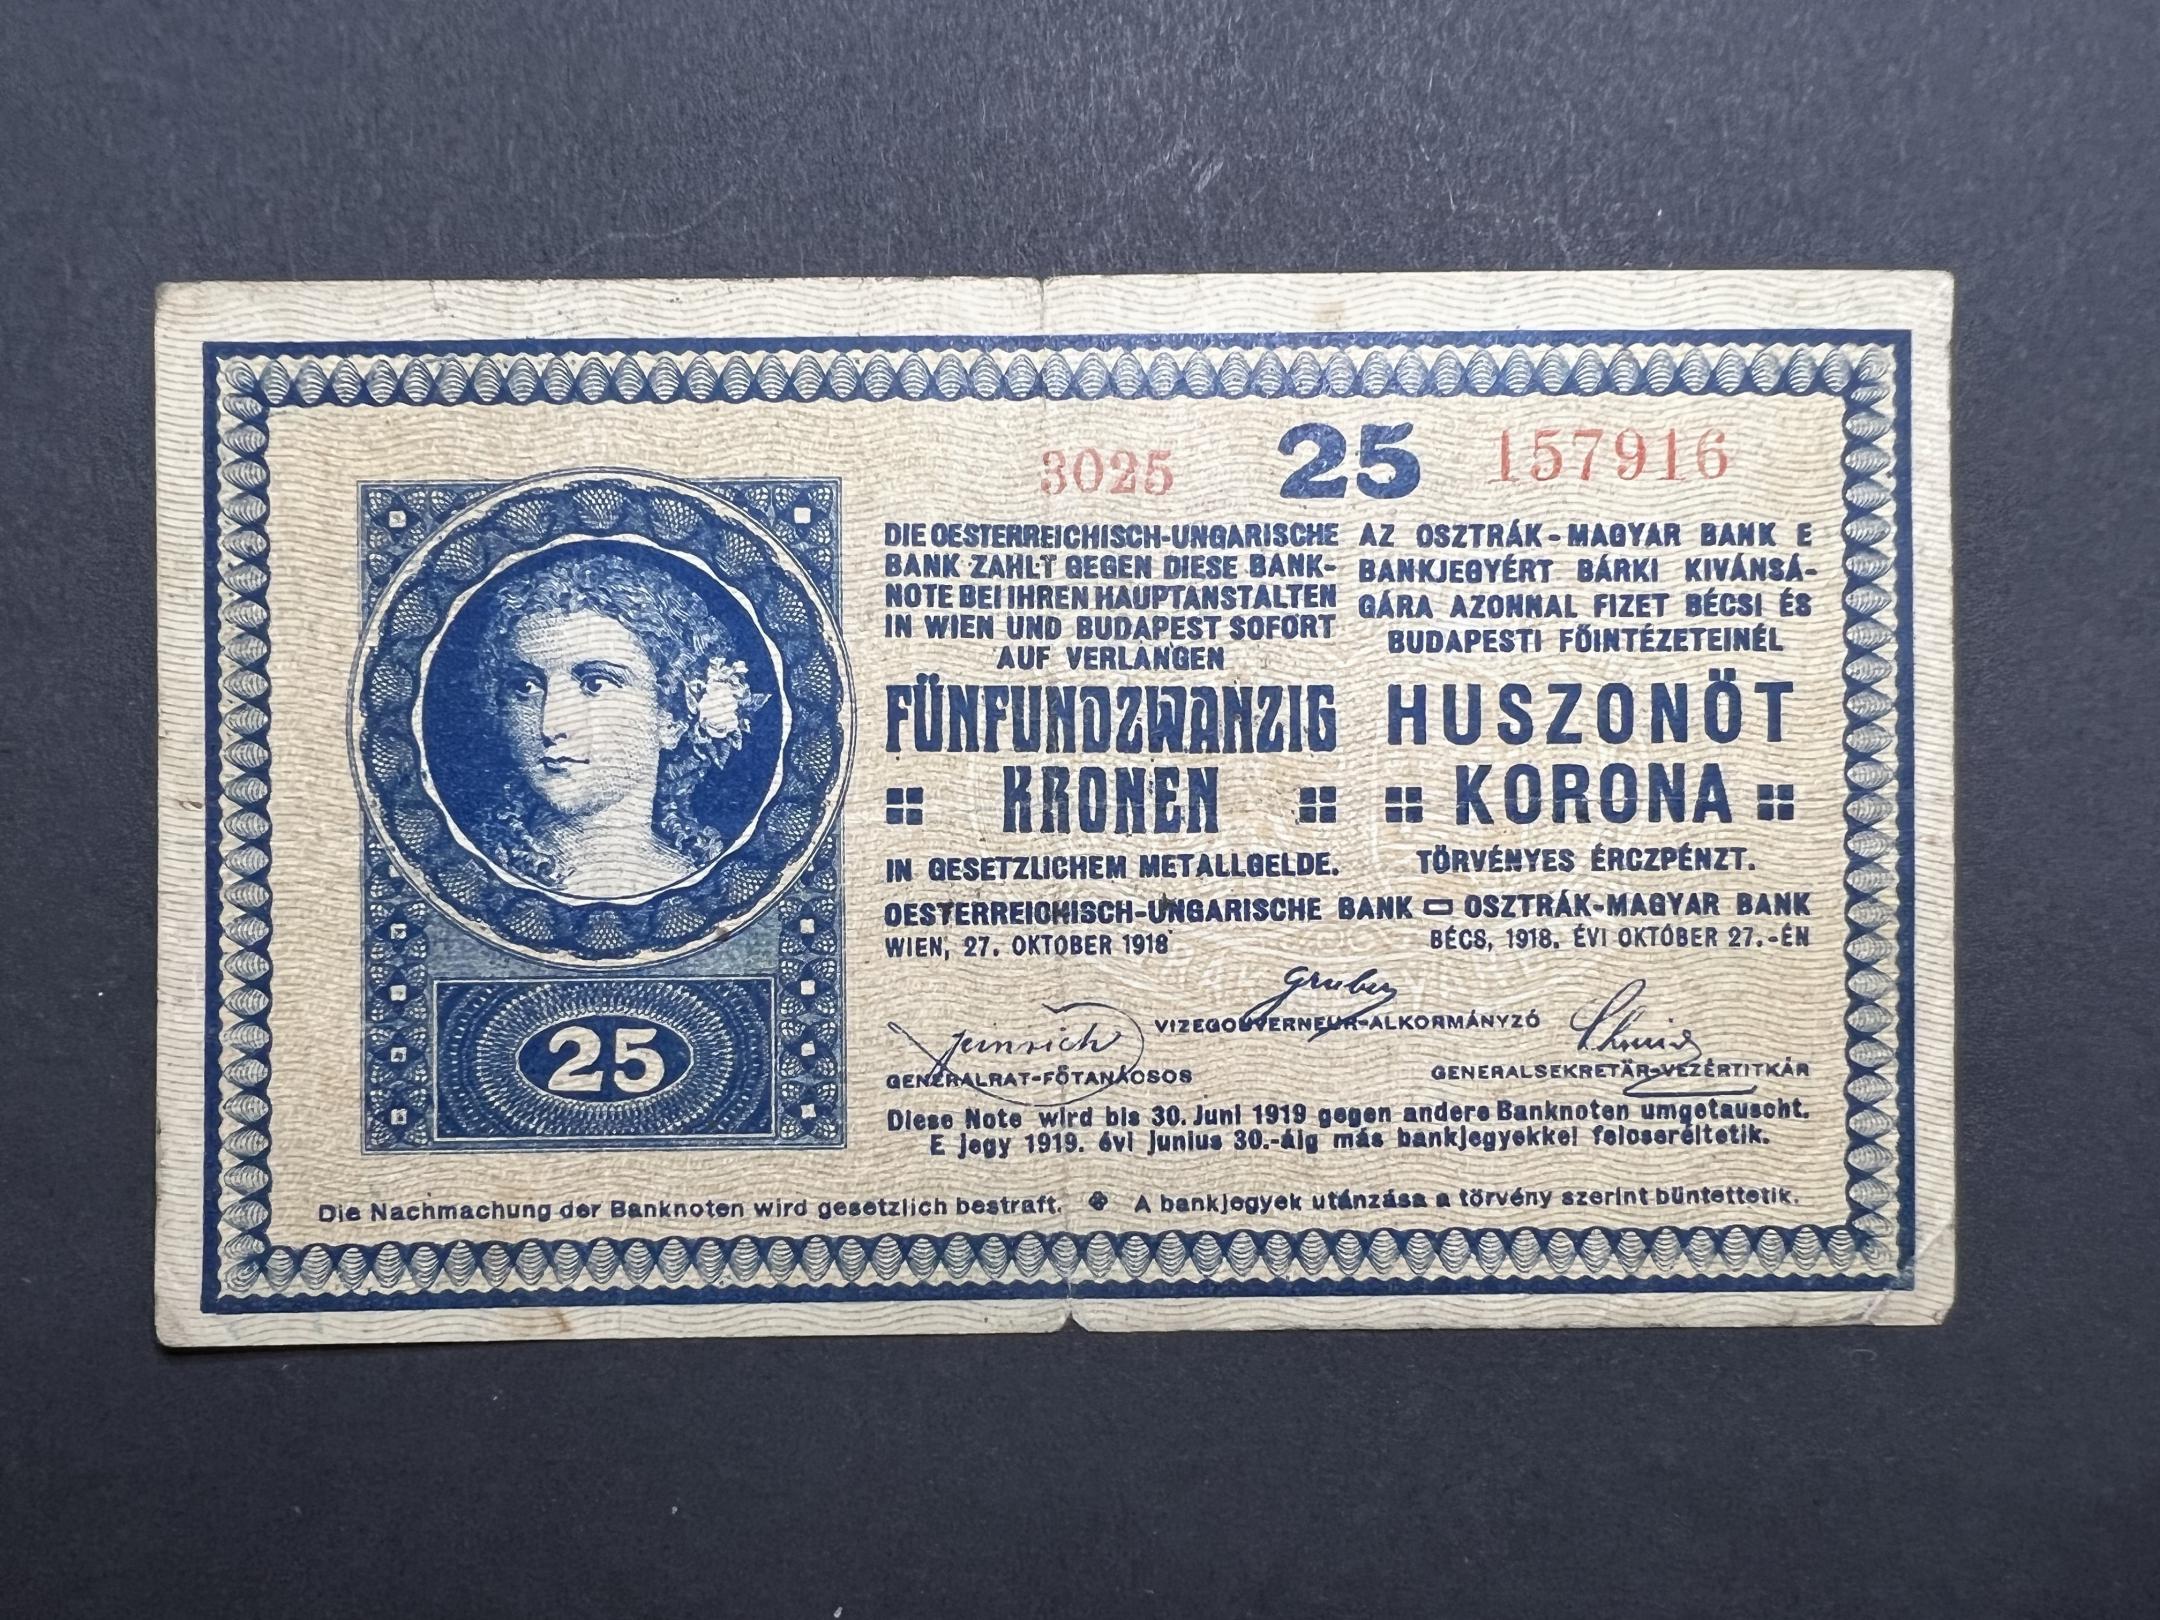 3025 25 157916
DIE OESTERREICHISCH-UNGARISCHE
BANK ZAHLT GEGEN DIESE BANK-
NOTE BEI IHREN HAUPTANSTALTEN
IN WIEN UND BUDAPEST SOFORT
AUF VERLANGEN
FÜNFUNDZWANZIG
KRONEN
IN GESETZLICHEM METALLGELDE.
AZ OSZTRÁK-MAGYAR BANK E
BANKJEGYÉRT BÁRKI KIVÁNSÁ-
GÁRA AZONNAL FIZET BÉCSI ÉS
BUDAPESTI FŐINTÉZETEINÉL
HUSZONÖT
KORONA
TÖRVÉNYES ÉRCZPÉNZT.
OESTERREICHISCH-UNGARISCHE BANK OSZTRÁK-MAGYAR BANK
WIEN, 27. OKTOBER 1918 BÉCS, 1918. ÉVI OKTÓBER 27.-ÉN
Gruber
VIZEGOUVERNEUR-ALKORMÁNYZÓ
GENERALRAT-FŐTANÁCSOS
GENERALSEKRETÄR-VEZÉRTITKÁR
Diese Note wird bis 30. Juni 1919 gegen andere Banknoten umgetauscht.
E jegy 1919. évi junius 30.-áig más bankjegyekkel felcseréltetik.
25
Die Nachmachung der Banknoten wird gesetzlich bestraft. A bankjegyek utánzása a törvény szerint büntettetik.